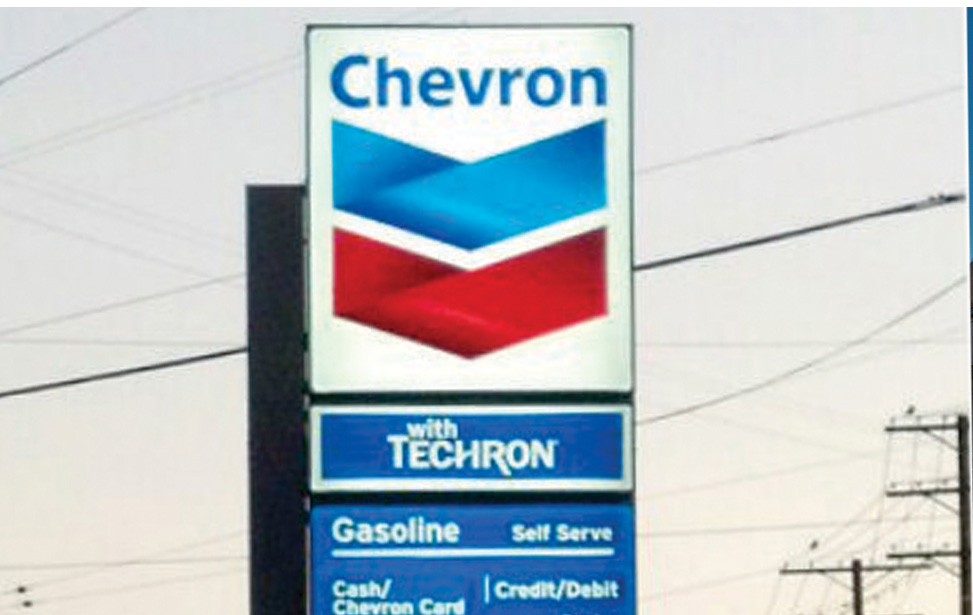 Chevron
with
TECHRON
Gasoline Self Serve
Cash/ Credit/Debit
Chevron Card